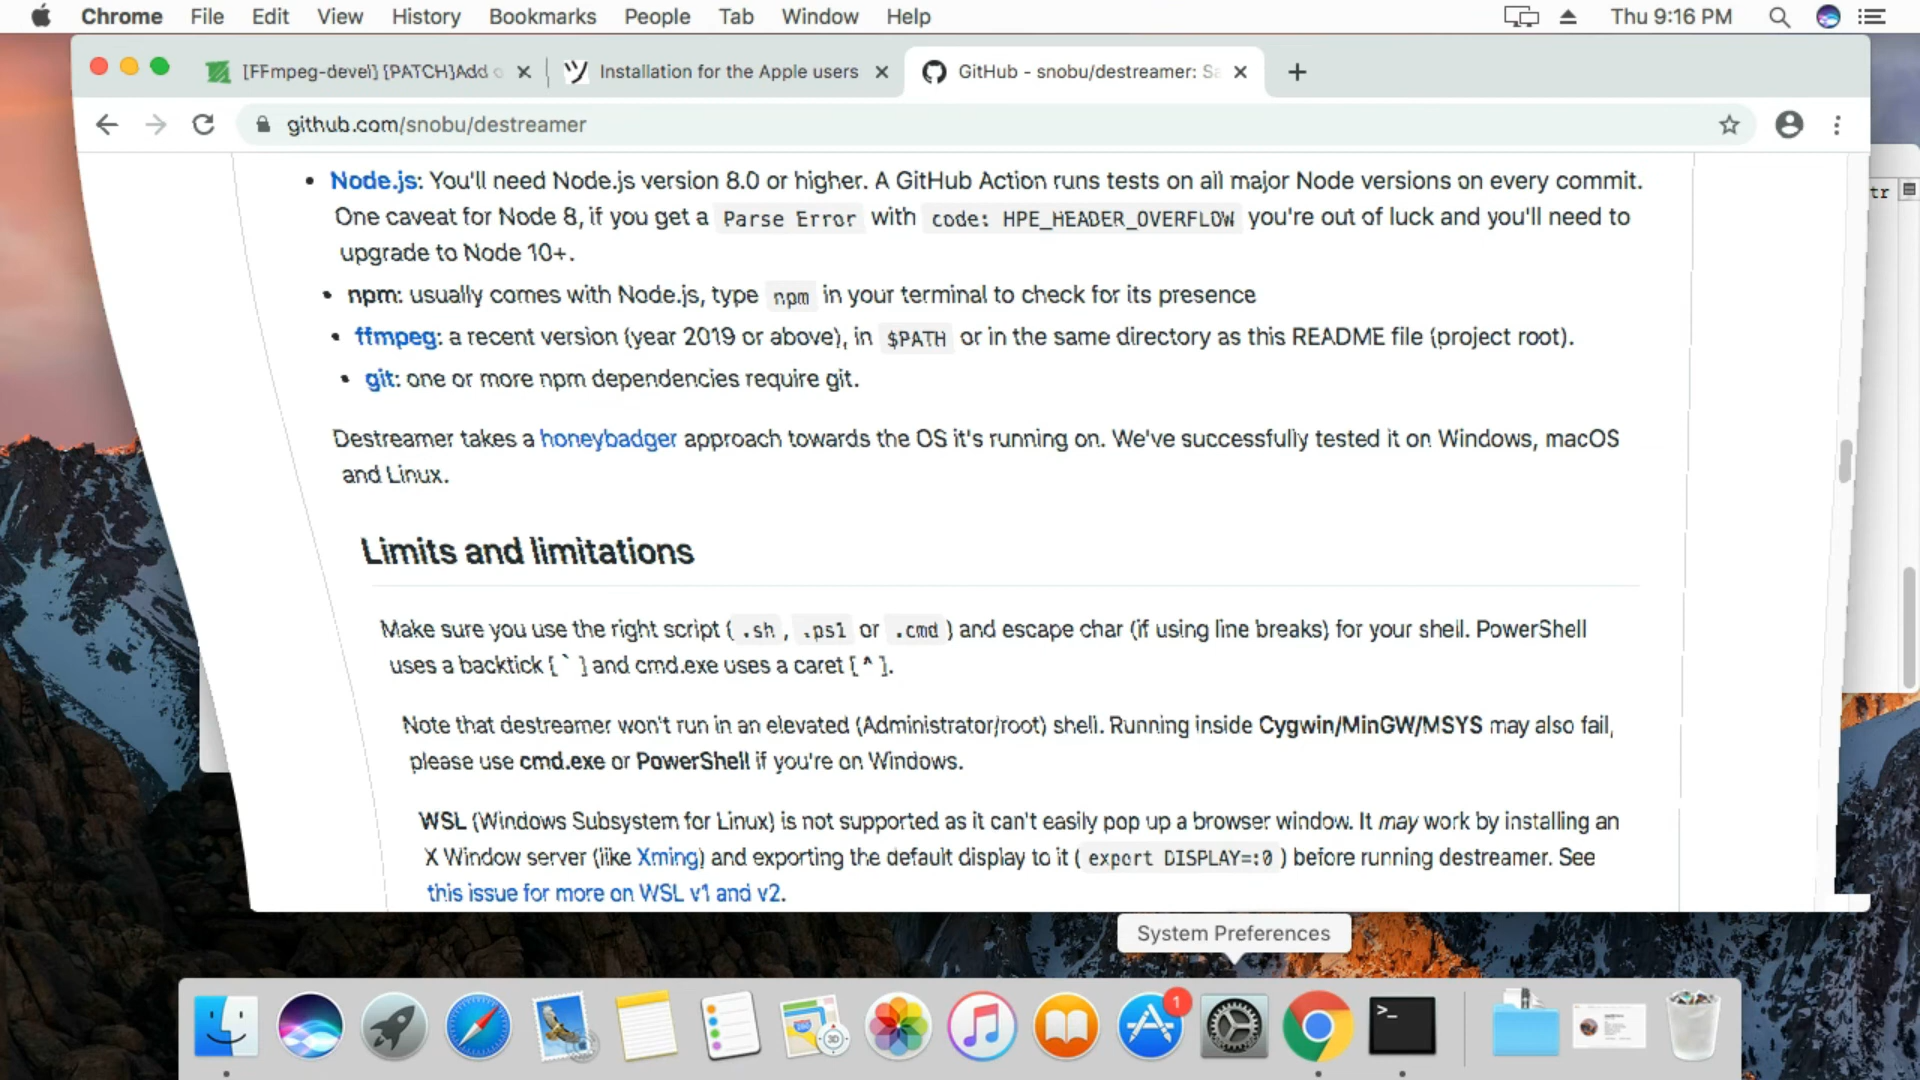 Chrome File Edit View History Bookmarks People Tab Window Help Thu 9:16 PM
[FFmpeg-devel] [PATCH]Add
Installation for the Apple users
GitHub - snobu/destreamer: Sa
github.com/snobu/destreamer
tr
Node.js: You'll need Node.js version 8.0 or higher. A GitHub Action runs tests on all major Node versions on every commit.
One caveat for Node 8, if you get a Parse Error with code: HPE_HEADER_OVERFLOW you're out of luck and you'll need to
upgrade to Node 10+.
npm: usually comes with Node.js, type npm in your terminal to check for its presence
ffmpeg: a recent version (year 2019 or above), in $PATH or in the same directory as this README file (project root).
git: one or more npm dependencies require git.
Destreamer takes a honeybadger approach towards the OS it's running on. We've successfully tested it on Windows, macOS
and Linux.
Limits and limitations
Make sure you use the right script ( .sh , .ps1 or .cmd ) and escape char (if using line breaks) for your shell. PowerShell
uses a backtick [ ` ] and cmd.exe uses a caret [ ^ ].
Note that destreamer won't run in an elevated (Administrator/root) shell. Running inside Cygwin/MinGW/MSYS may also fail,
please use cmd.exe or PowerShell if you're on Windows.
WSL (Windows Subsystem for Linux) is not supported as it can't easily pop up a browser window. It may work by installing an
X Window server (like Xming) and exporting the default display to it ( export DISPLAY=:0 ) before running destreamer. See
this issue for more on WSL v1 and v2.
System Preferences
1
3D
>_